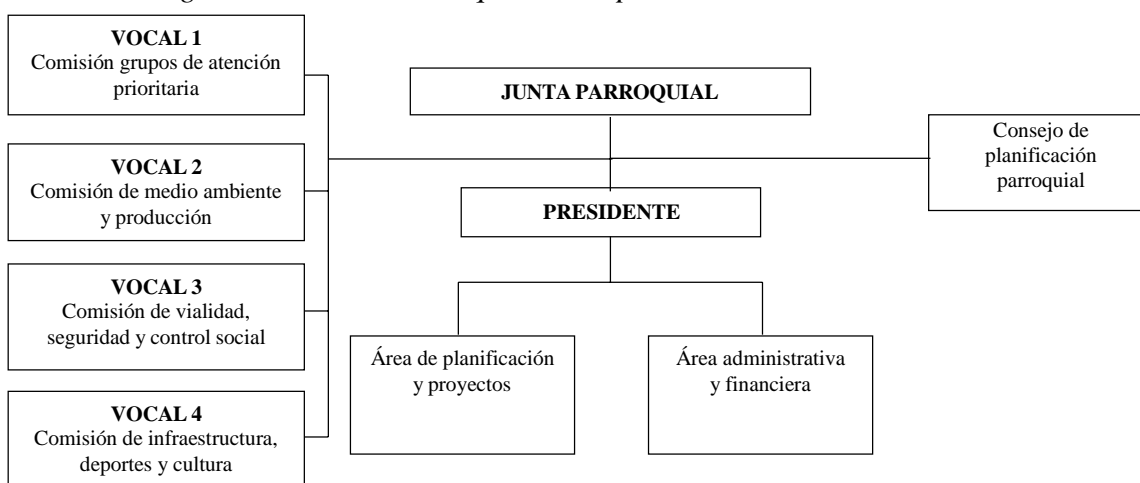 VOCAL 1
Comisión grupos de atención
prioritaria
JUNTA PARROQUIAL
Consejo de
planificación
parroquial
VOCAL 2
Comisión de medio ambiente
y producción
PRESIDENTE
VOCAL 3
Comisión de vialidad,
seguridad y control social
Área de planificación
y proyectos
Área administrativa
y financiera
VOCAL 4
Comisión de infraestructura,
deportes y cultura